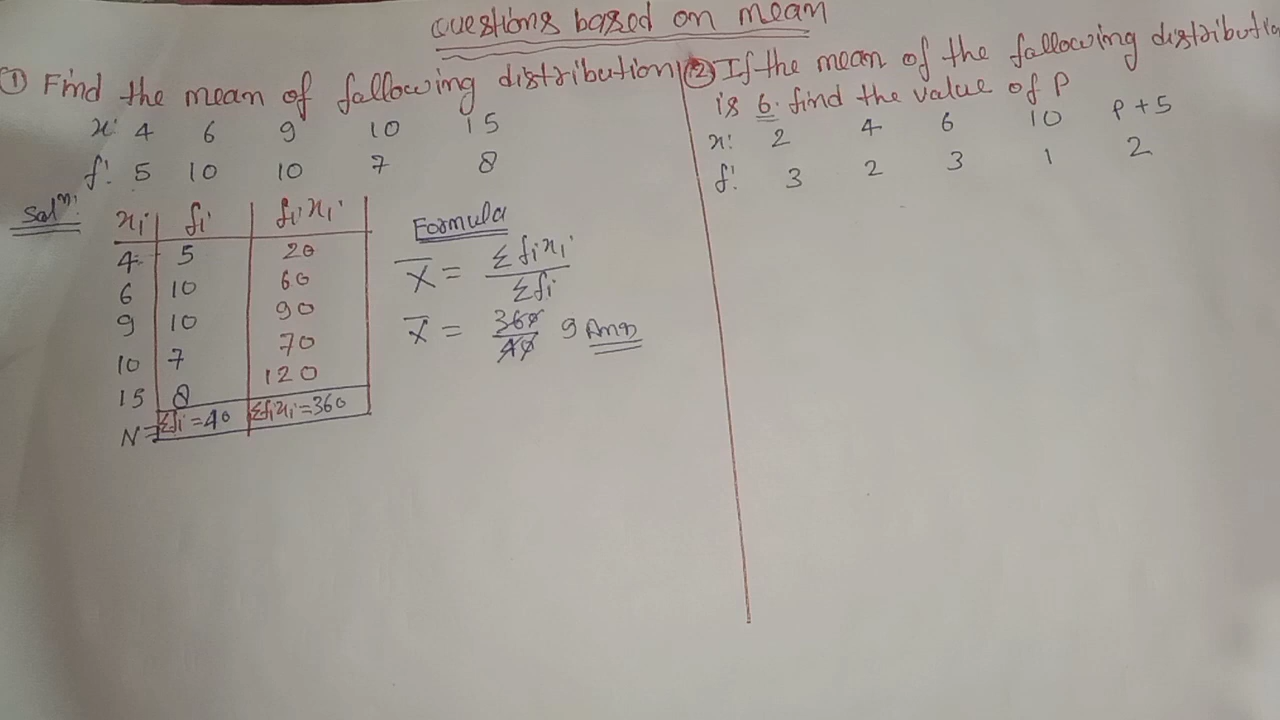 Questions based on mean
① Find the mean of fallowing distribution
x: 4 6 9 10 15
f: 5 10 10 7 8
Solⁿ:
xi fi fixi
4 5 20
6 10 60
9 10 90
10 7 70
15 8 120
N= Σfi=40 Σfixi=360
Formula
X̄ = Σfixi / Σfi
X̄ = 360/40 9 Ans
② If the mean of the fallowing distributio
is 6. find the value of P
x: 2 4 6 10 P+5
f: 3 2 3 1 2